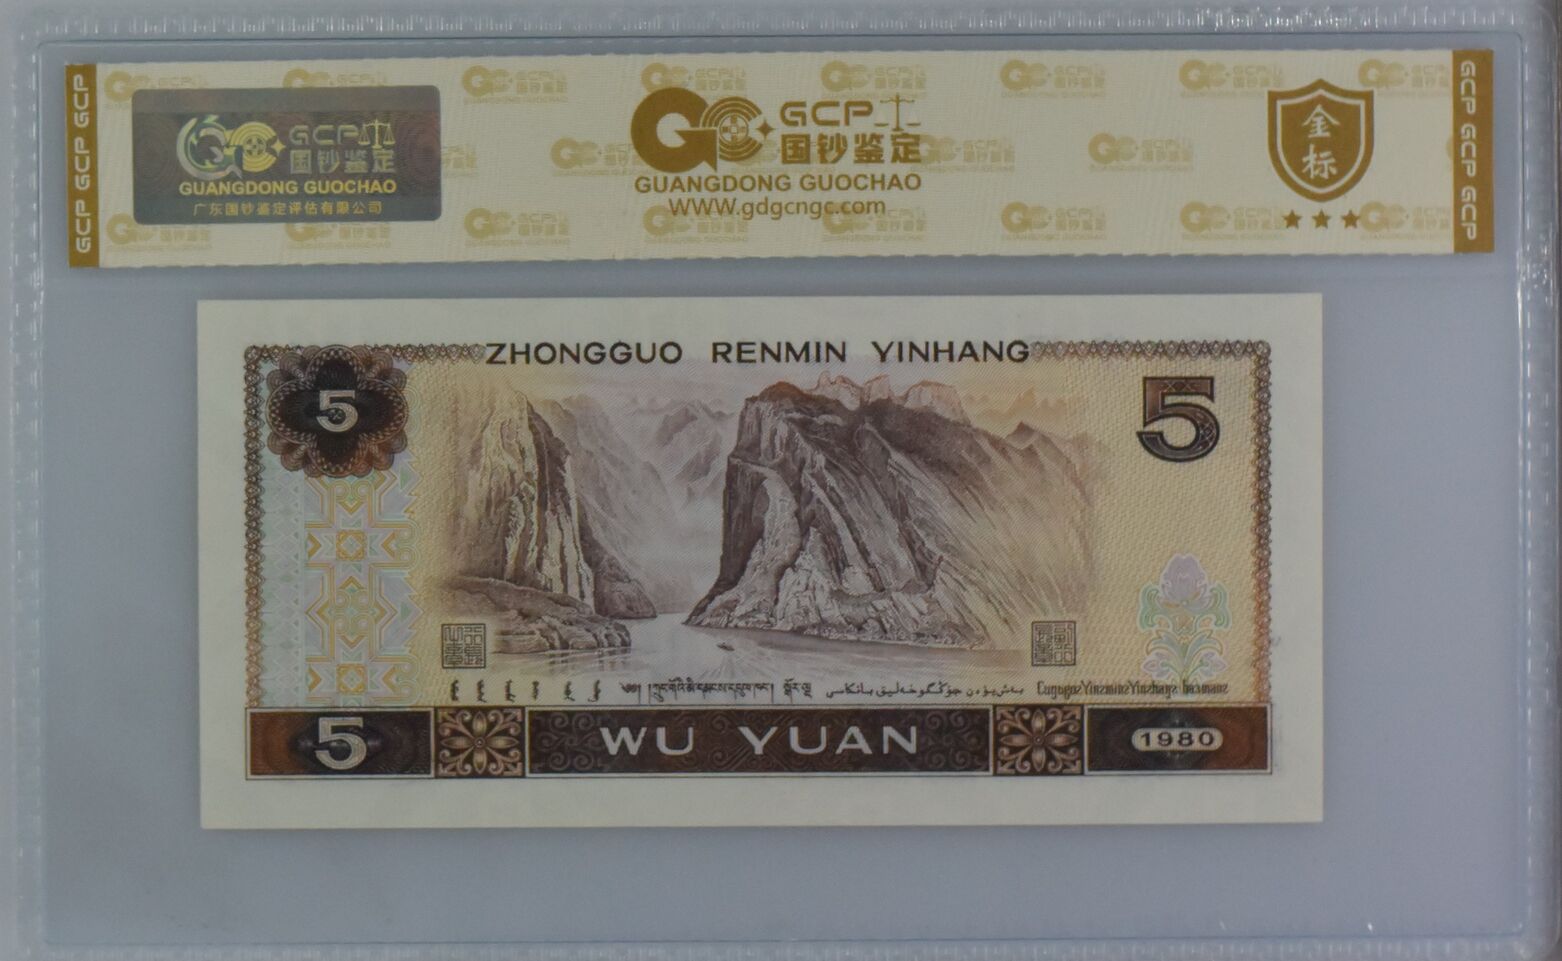 GCP GCP GCP
GCP
国钞鉴定
GUANGDONG GUOCHAO
广东国钞鉴定评估有限公司
GCP
国钞鉴定
GUANGDONG GUOCHAO
WWW.gdgcngc.com
金标
GCP GCP GCP
ZHONGGUO RENMIN YINHANG
5
5
5
WU YUAN
1980